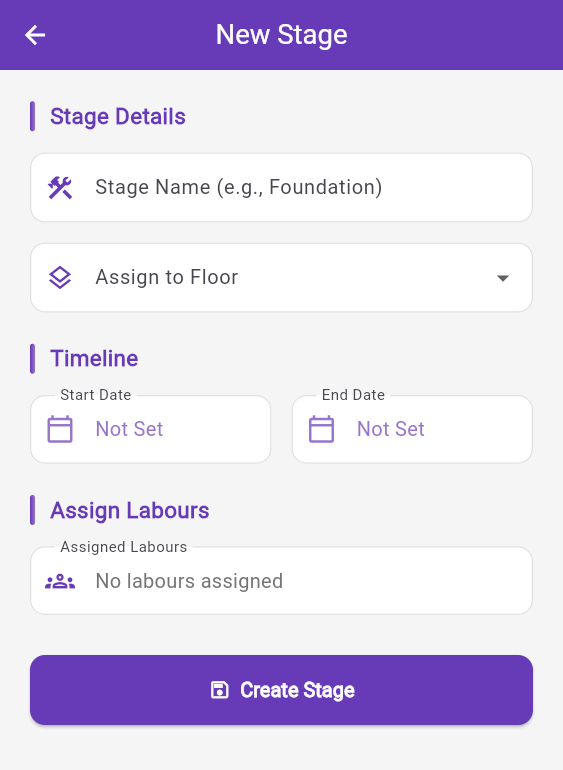 New Stage
Stage Details
Stage Name (e.g., Foundation)
Assign to Floor
Timeline
Start Date
End Date
Not Set
Not Set
Assign Labours
Assigned Labours
No labours assigned
Create Stage